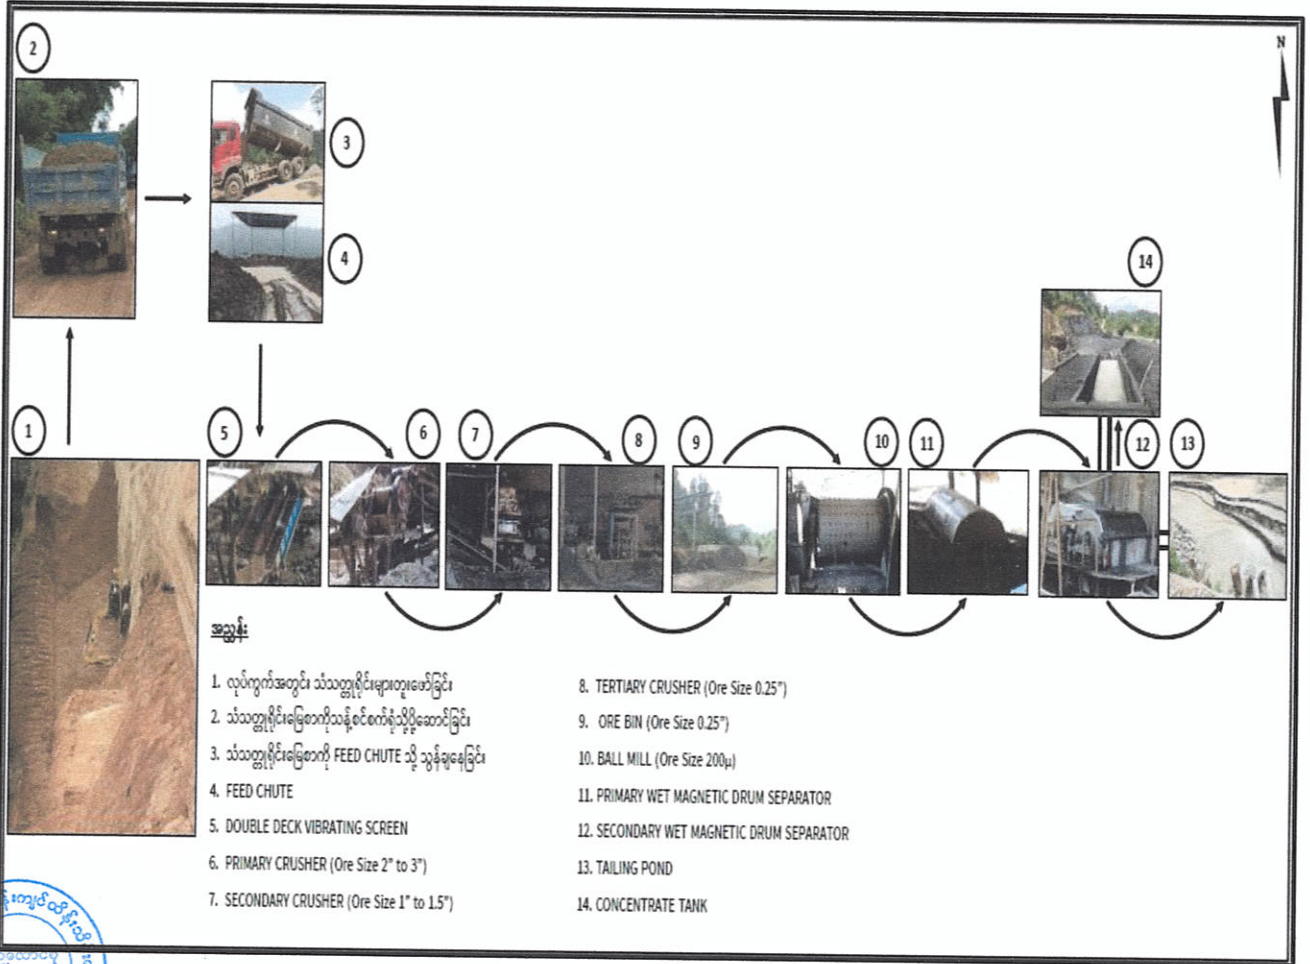 2
N
3
4
14
1
5
6
7
8
9
10
11
12
13
အညွှန်း
1. လုပ်ကွက်အတွင်း သံသတ္တုရိုင်းများတူးဖော်ခြင်း
2. သံသတ္တုရိုင်းမြေစာကိုသန့်စင်စက်ရုံသို့ပို့ဆောင်ခြင်း
3. သံသတ္တုရိုင်းမြေစာကို FEED CHUTE သို့ သွန်ချနေခြင်း
4. FEED CHUTE
5. DOUBLE DECK VIBRATING SCREEN
6. PRIMARY CRUSHER (Ore Size 2" to 3")
7. SECONDARY CRUSHER (Ore Size 1" to 1.5")
8. TERTIARY CRUSHER (Ore Size 0.25")
9. ORE BIN (Ore Size 0.25")
10. BALL MILL (Ore Size 200µ)
11. PRIMARY WET MAGNETIC DRUM SEPARATOR
12. SECONDARY WET MAGNETIC DRUM SEPARATOR
13. TAILING POND
14. CONCENTRATE TANK